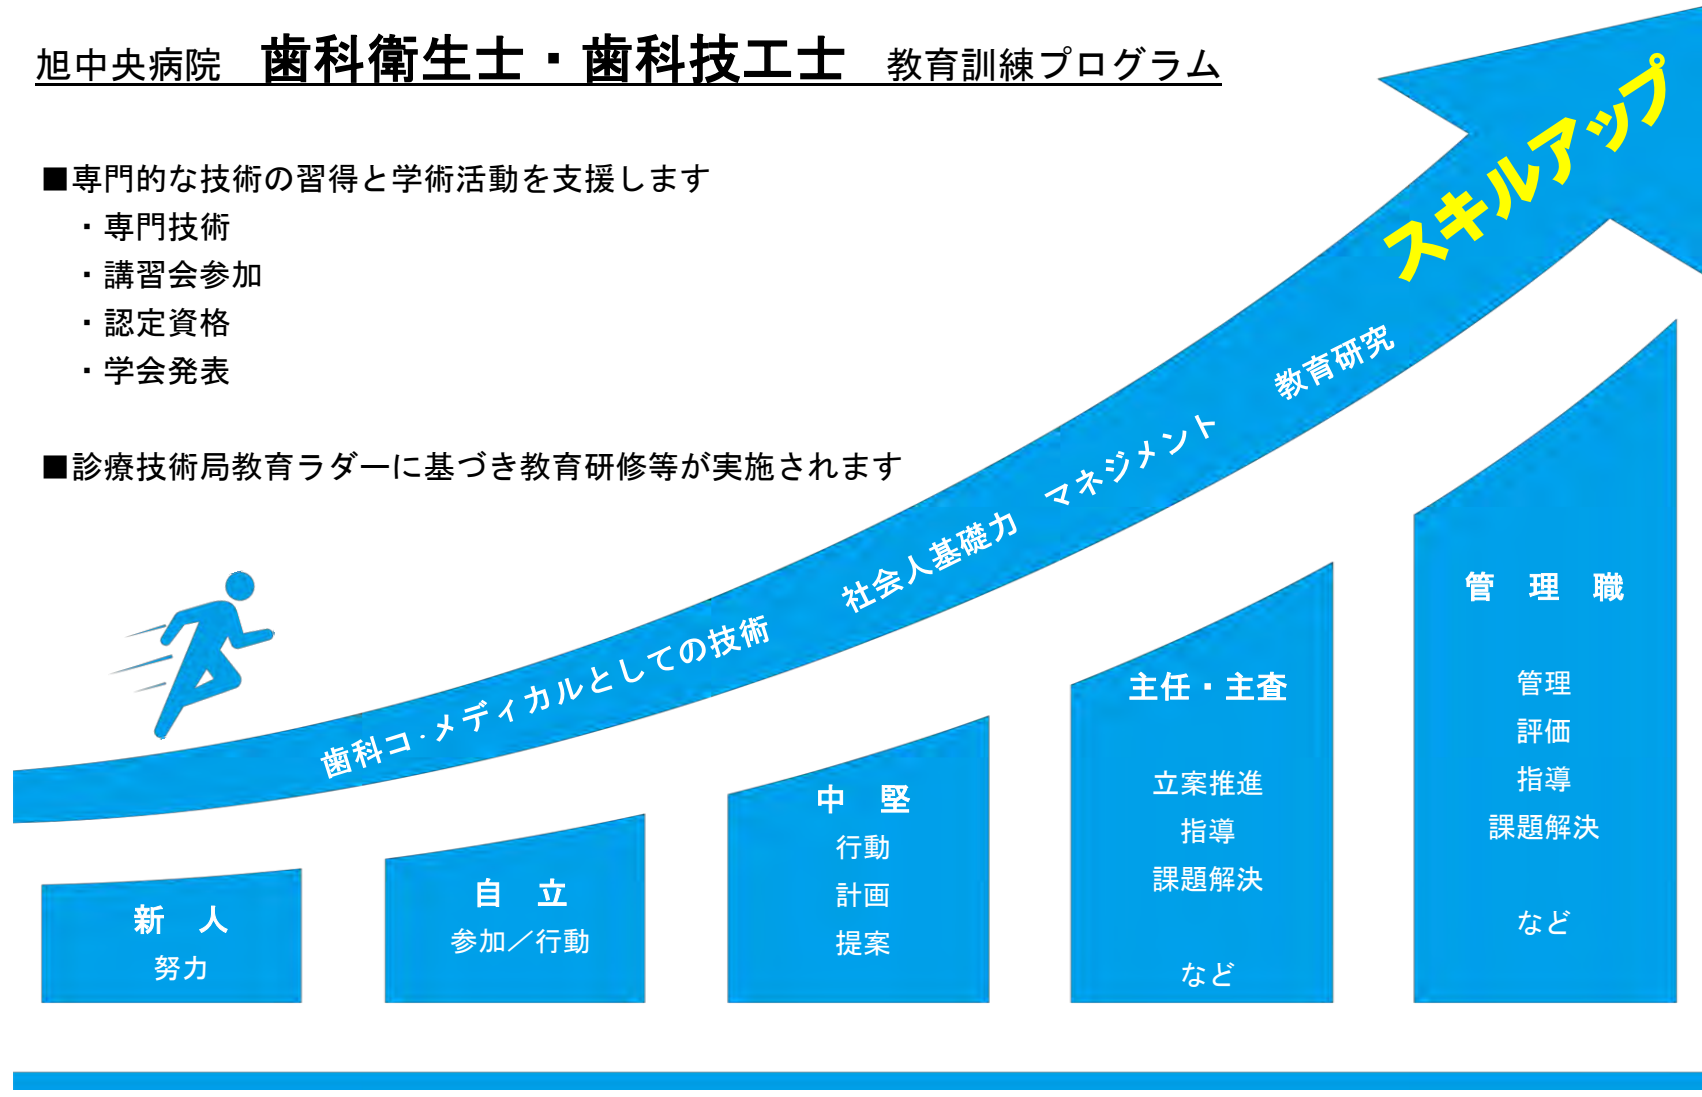 旭中央病院　歯科衛生士・歯科技工士　教育訓練プログラム
■専門的な技術の習得と学術活動を支援します
・専門技術
・講習会参加
・認定資格
・学会発表
■診療技術局教育ラダーに基づき教育研修等が実施されます
スキルアップ
歯科コ・メディカルとしての技術　社会人基礎力　マネジメント　教育研究
新　人
努力
自　立
参加／行動
中　堅
行動
計画
提案
主任・主査
立案推進
指導
課題解決
など
管　理　職
管理
評価
指導
課題解決
など